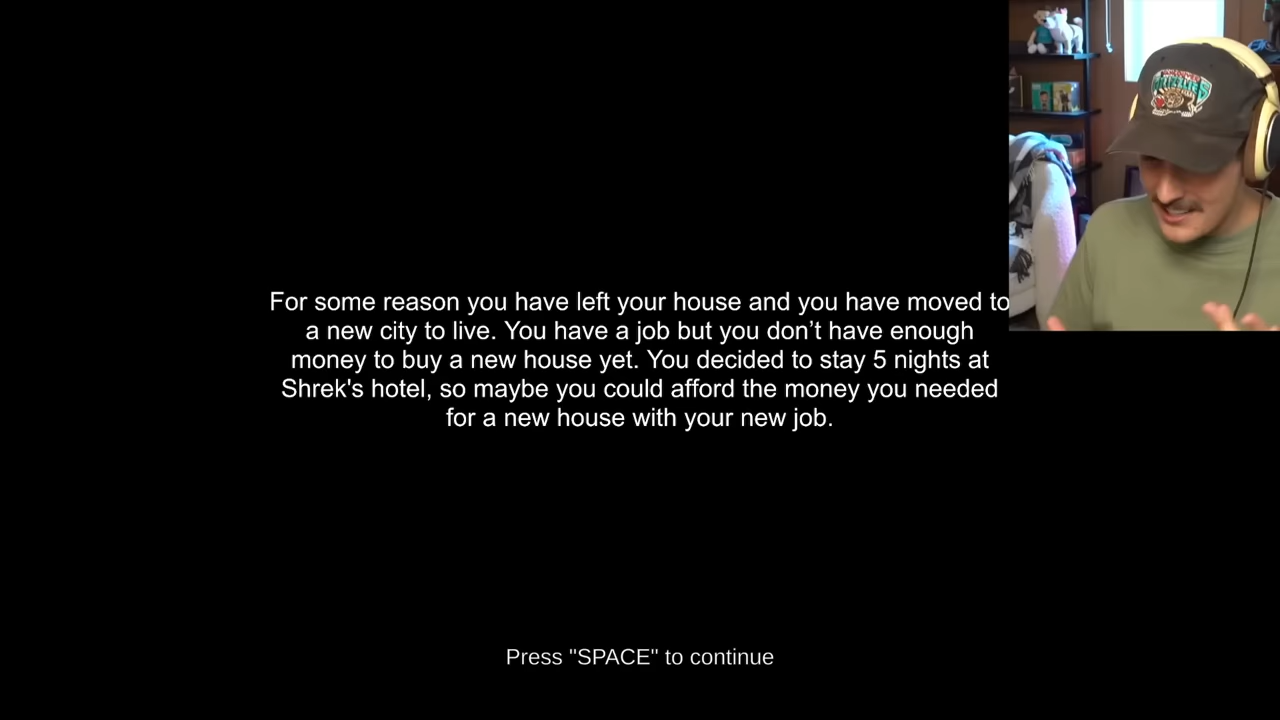 For some reason you have left your house and you have moved to
a new city to live. You have a job but you don’t have enough
money to buy a new house yet. You decided to stay 5 nights at
Shrek's hotel, so maybe you could afford the money you needed
for a new house with your new job.
Press "SPACE" to continue